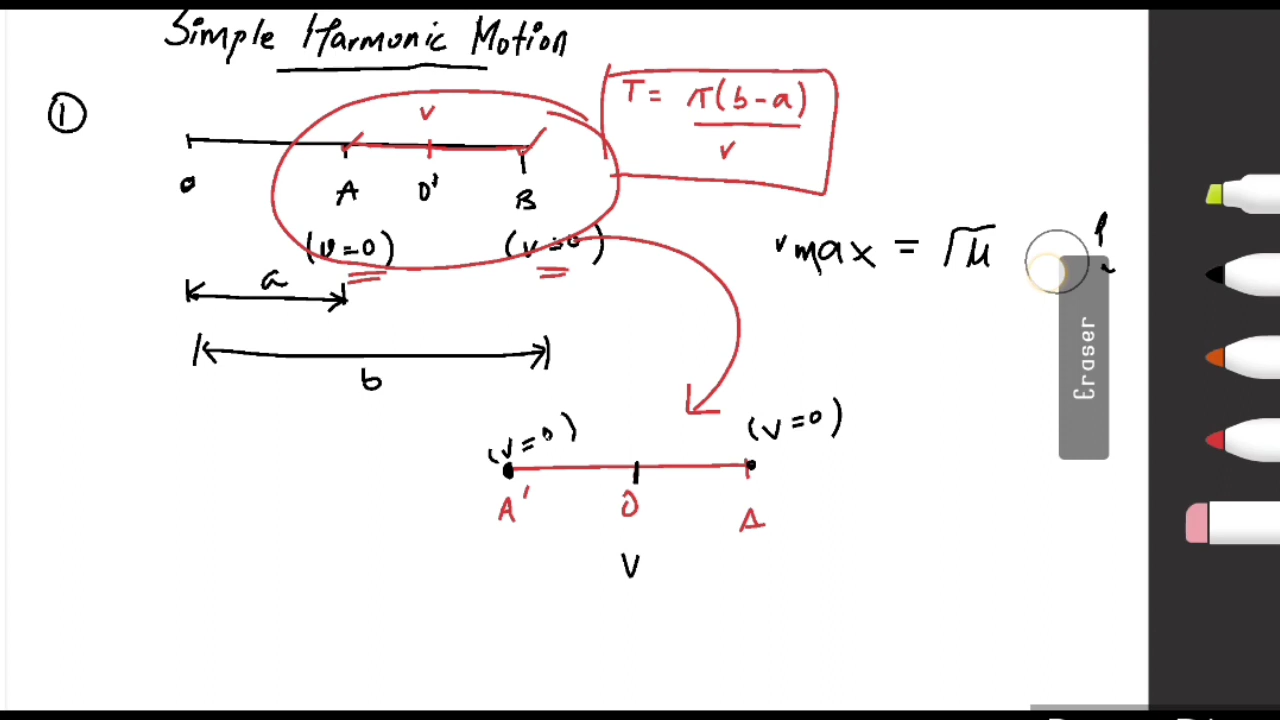 Simple Harmonic Motion
①
T = π(b-a)
v
v
o
A
O'
B
(v=0)
(v=0)
a
b
vmax = √μ
Eraser
(v=0)
(v=0)
A'
O
A
V